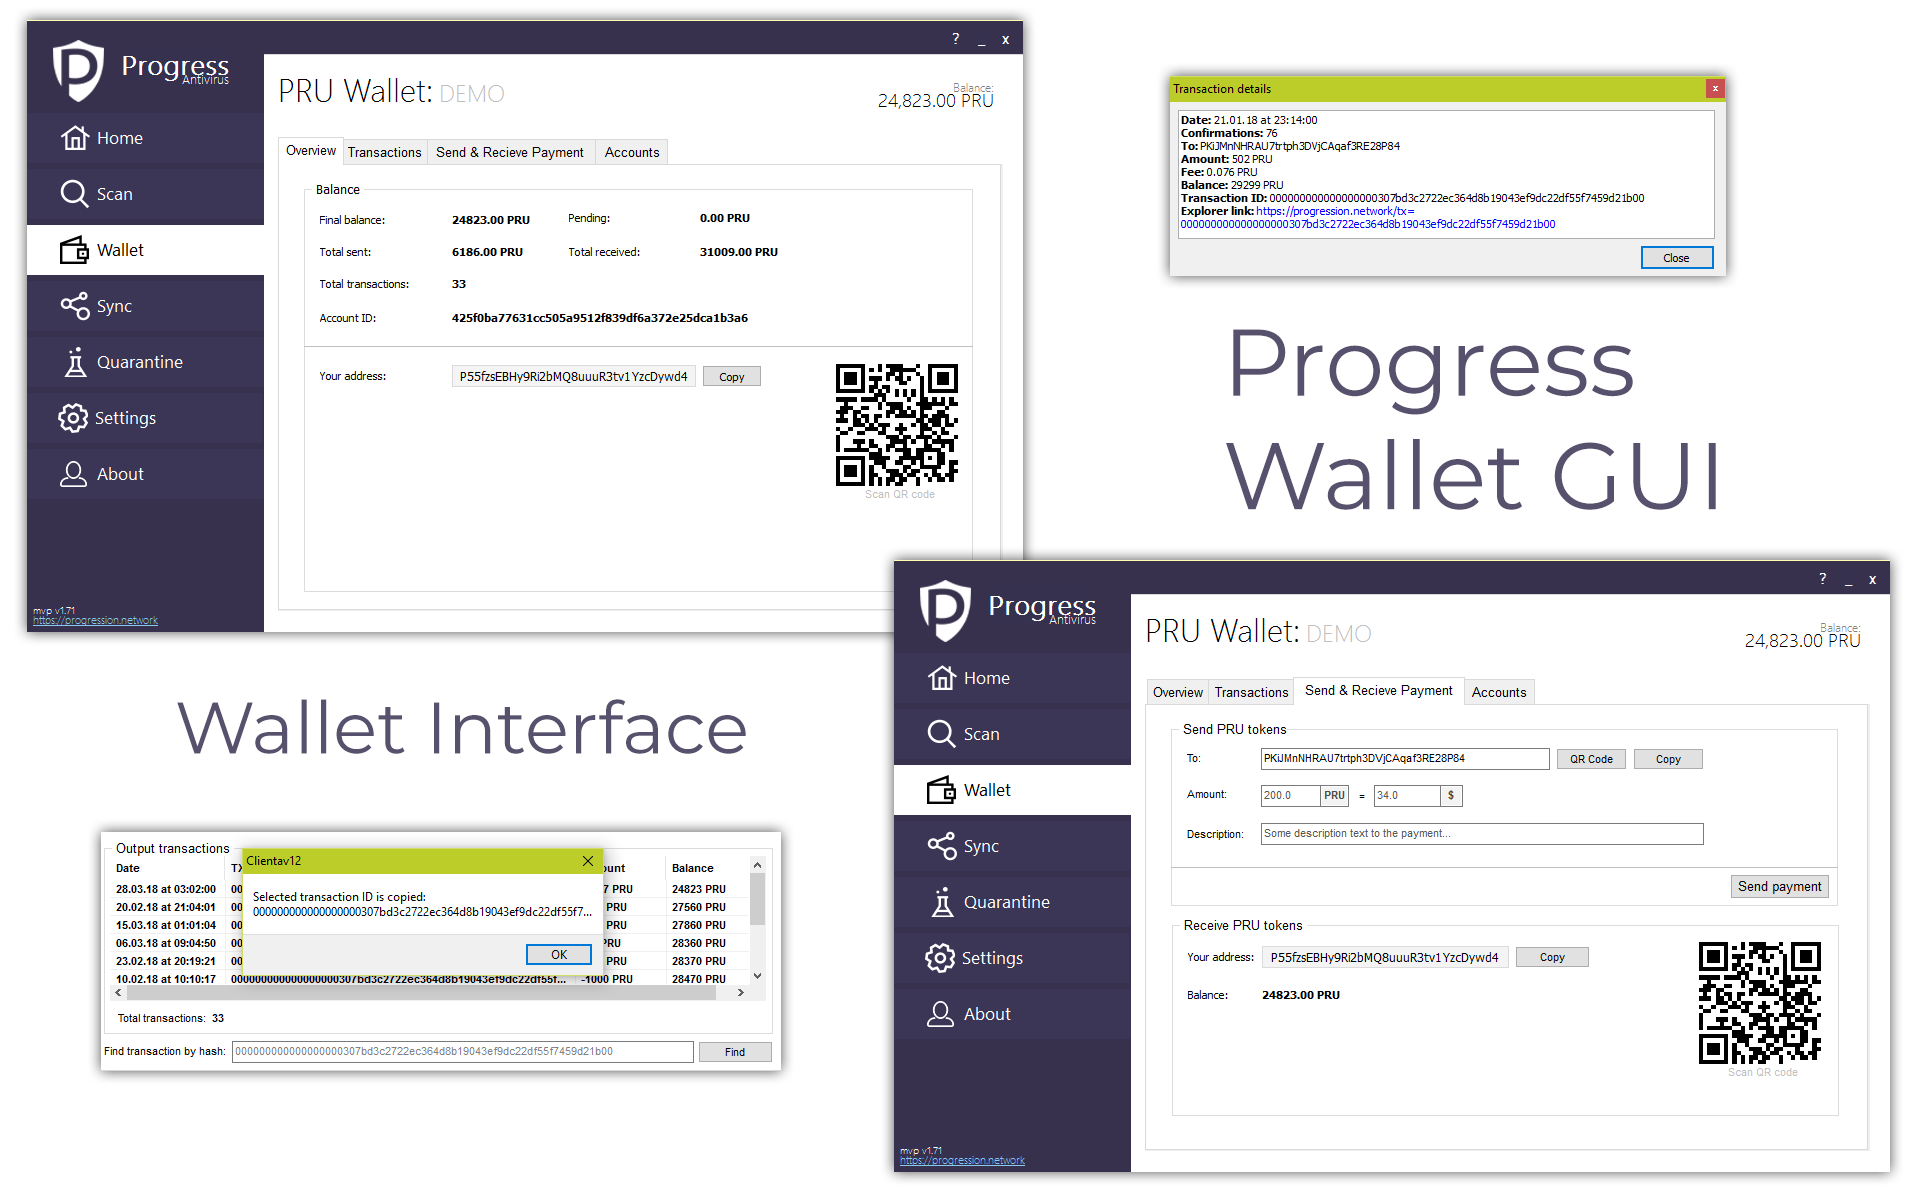 ? _ x
Progress
Antivirus
Home
Scan
Wallet
Sync
Quarantine
Settings
About
mvp v1.71
https://progression.network
PRU Wallet: DEMO
Balance:
24,823.00 PRU
Overview Transactions Send & Recieve Payment Accounts
Balance
Final balance: 24823.00 PRU Pending: 0.00 PRU
Total sent: 6186.00 PRU Total received: 31009.00 PRU
Total transactions: 33
Account ID: 425f0ba77631cc505a9512f839df6a372e25dca1b3a6
Your address: P55fzsEBHy9Ri2bMQ8uuuR3tv1YzcDywd4 Copy
Scan QR code
Transaction details x
Date: 21.01.18 at 23:14:00
Confirmations: 76
To: PKiJMnNHRAU7trtph3DVjCAqaf3RE28P84
Amount: 502 PRU
Fee: 0.076 PRU
Balance: 29299 PRU
Transaction ID: 000000000000000000307bd3c2722ec364d8b19043ef9dc22df55f7459d21b00
Explorer link: https://progression.network/tx=
000000000000000000307bd3c2722ec364d8b19043ef9dc22df55f7459d21b00
Close
Progress
Wallet GUI
Wallet Interface
Output transactions
Date TX ount Balance
28.03.18 at 03:02:00 00 7 PRU 24823 PRU
20.02.18 at 21:04:01 00 PRU 27560 PRU
15.03.18 at 01:01:04 00 PRU 27860 PRU
06.03.18 at 09:04:50 00 PRU 28360 PRU
23.02.18 at 20:19:21 00 PRU 28370 PRU
10.02.18 at 10:10:17 000000000000000000307bd3c2722ec364d8b19043ef9dc22df55f... -1000 PRU 28470 PRU
Total transactions: 33
Find transaction by hash: 000000000000000000307bd3c2722ec364d8b19043ef9dc22df55f7459d21b00 Find
Clientav12
Selected transaction ID is copied:
000000000000000000307bd3c2722ec364d8b19043ef9dc22df55f7...
OK
? _ x
Progress
Antivirus
Home
Scan
Wallet
Sync
Quarantine
Settings
About
mvp v1.71
https://progression.network
PRU Wallet: DEMO
Balance:
24,823.00 PRU
Overview Transactions Send & Recieve Payment Accounts
Send PRU tokens
To: PKiJMnNHRAU7trtph3DVjCAqaf3RE28P84 QR Code Copy
Amount: 200.0 PRU = 34.0 $
Description: Some description text to the payment...
Send payment
Receive PRU tokens
Your address: P55fzsEBHy9Ri2bMQ8uuuR3tv1YzcDywd4 Copy
Balance: 24823.00 PRU
Scan QR code